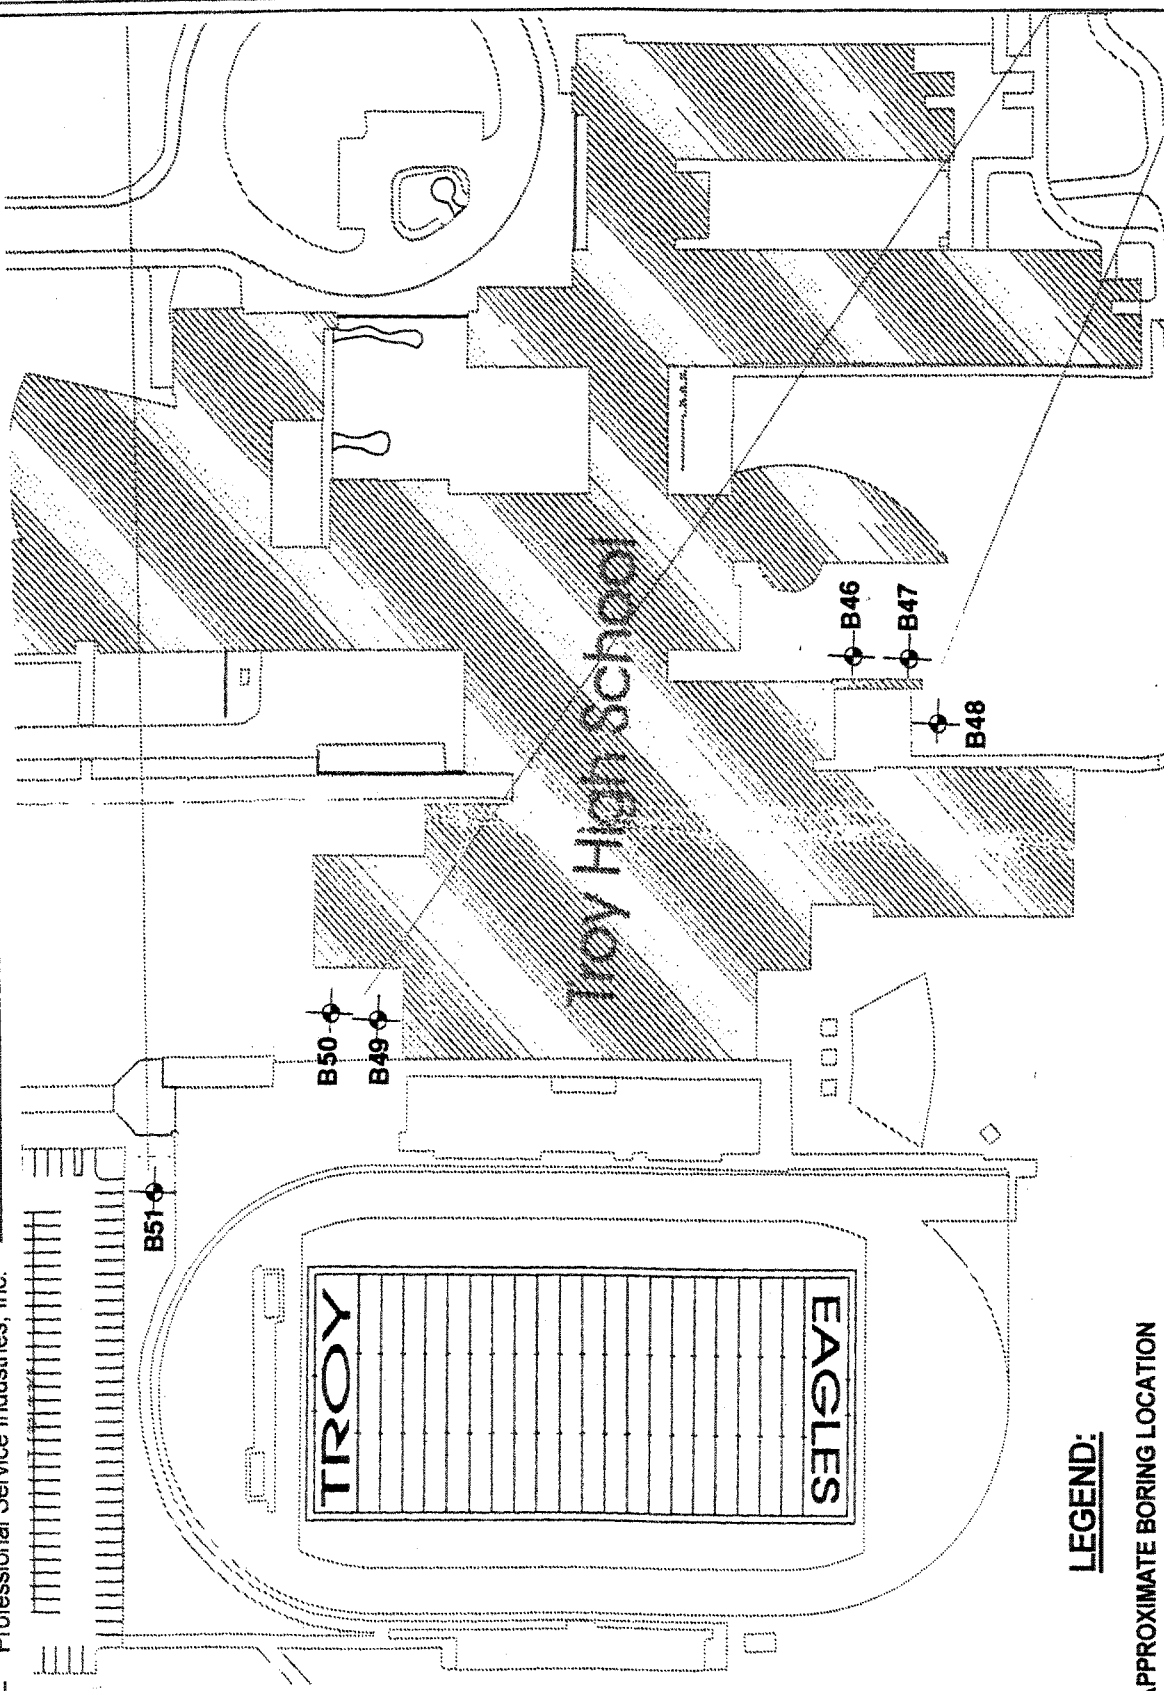 Professional Service Industries, Inc.
B51
B50
B49
Troy High School
B46
B47
B48
TROY
EAGLES
LEGEND:
APPROXIMATE BORING LOCATION